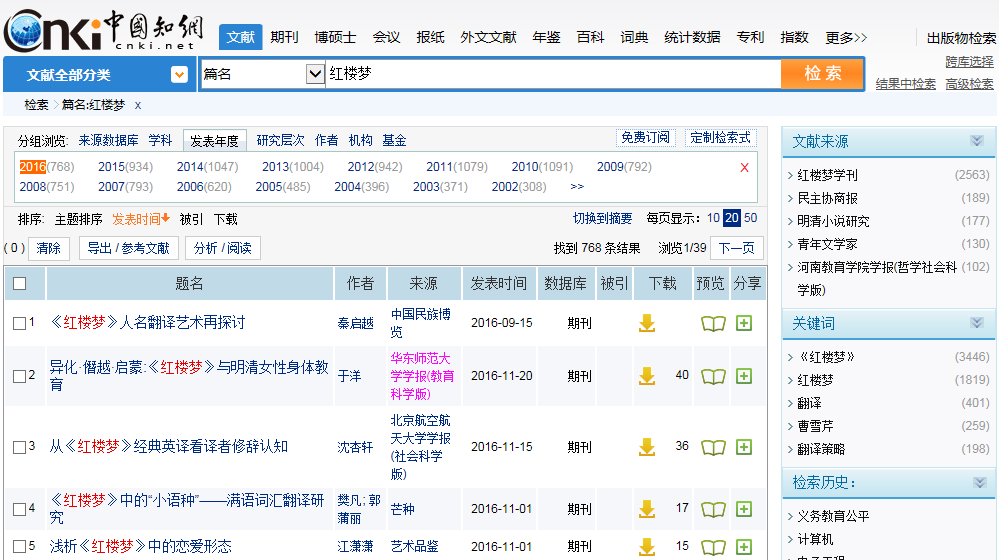 Cnki 中國知網
cnki.net
文献 期刊 博硕士 会议 报纸 外文文献 年鉴 百科 词典 统计数据 专利 指数 更多>> 出版物检索
文献全部分类 篇名 红楼梦 检 索 跨库选择
结果中检索 高级检索
检索 > 篇名:红楼梦 x
分组浏览: 来源数据库 学科 发表年度 研究层次 作者 机构 基金 免费订阅 定制检索式
2016(768) 2015(934) 2014(1047) 2013(1004) 2012(942) 2011(1079) 2010(1091) 2009(792) X
2008(751) 2007(793) 2006(620) 2005(485) 2004(396) 2003(371) 2002(308) >>
排序: 主题排序 发表时间 被引 下载 切换到摘要 每页显示: 10 20 50
( 0 ) 清除 导出 / 参考文献 分析 / 阅读 找到 768 条结果 浏览1/39 下一页
题名 作者 来源 发表时间 数据库 被引 下载 预览 分享
1 《红楼梦》人名翻译艺术再探讨 秦启越 中国民族博
览 2016-09-15 期刊
2 异化·僭越·启蒙:《红楼梦》与明清女性身体教
育 于洋 华东师范大
学学报(教育
科学版) 2016-11-20 期刊 40
3 从《红楼梦》经典英译看译者修辞认知 沈杏轩 北京航空航
天大学学报
(社会科学
版) 2016-11-15 期刊 36
4 《红楼梦》中的“小语种”——满语词汇翻译研
究 樊凡; 郭
蒲丽 芒种 2016-11-01 期刊 17
5 浅析《红楼梦》中的恋爱形态 江潇潇 艺术品鉴 2016-11-01 期刊 15
文献来源
红楼梦学刊 (2563)
民主协商报 (189)
明清小说研究 (177)
青年文学家 (130)
河南教育学院学报(哲学社会科 (102)
学版)
关键词
《红楼梦》 (3446)
红楼梦 (1819)
翻译 (401)
曹雪芹 (259)
翻译策略 (198)
检索历史:
义务教育公平
计算机